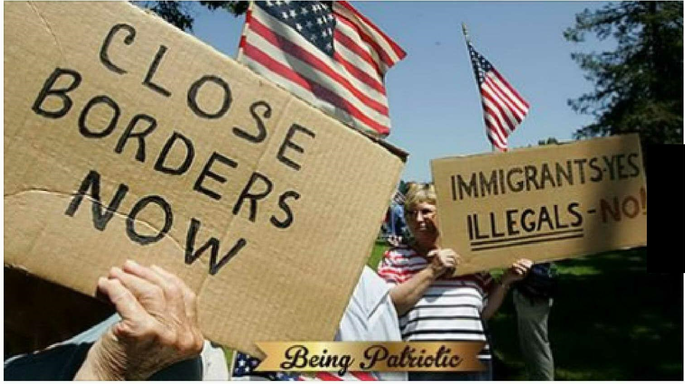 CLOSE
BORDERS
NOW
IMMIGRANTS-YES
ILLEGALS-NO!
Being Patriotic